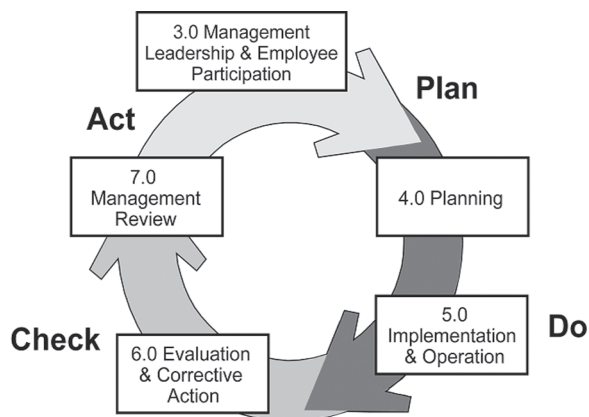 3.0 Management
Leadership & Employee
Participation
Plan
Act
7.0
Management
Review
4.0 Planning
5.0
Implementation
& Operation
Do
Check
6.0 Evaluation
& Corrective
Action